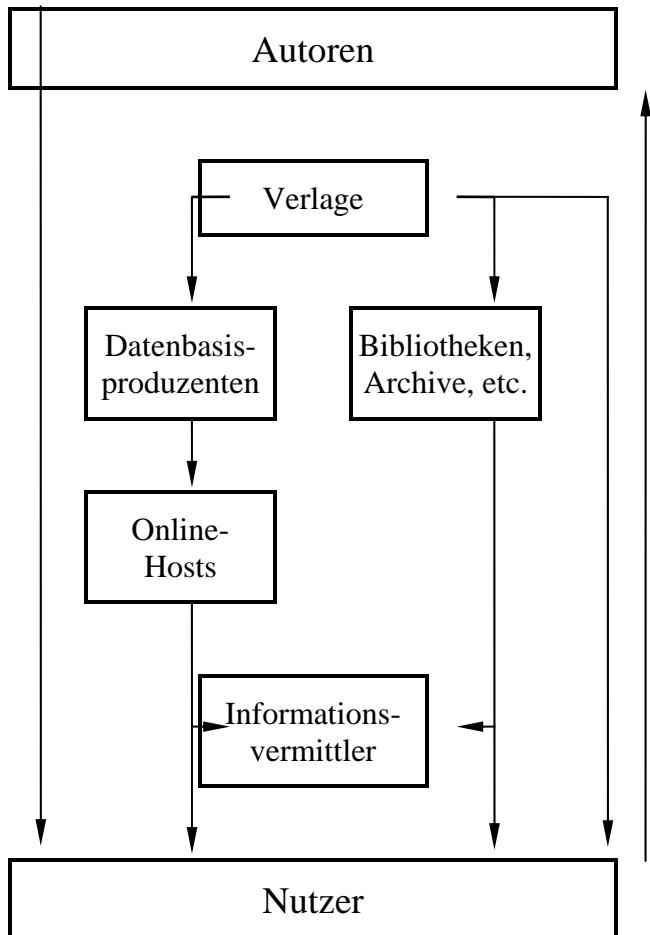 Autoren
Verlage
Datenbasis-
produzenten
Bibliotheken,
Archive, etc.
Online-
Hosts
Informations-
vermittler
Nutzer